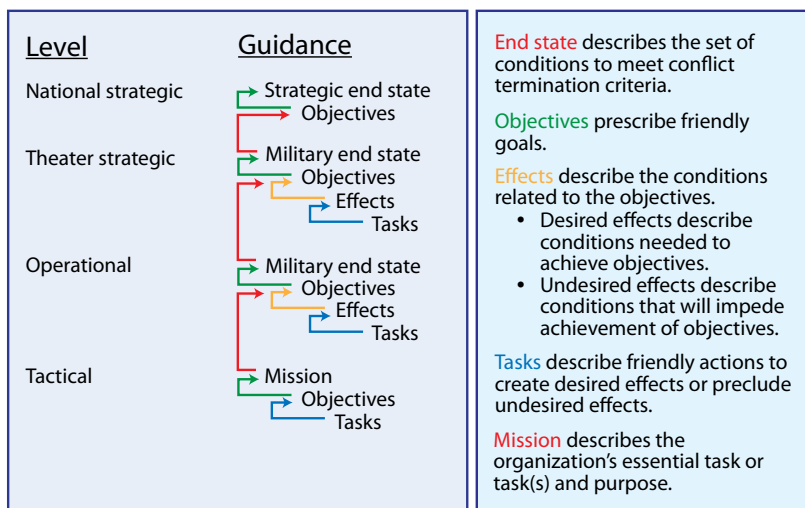 Level Guidance
National strategic Strategic end state
Objectives
Theater strategic Military end state
Objectives
Effects
Tasks
Operational Military end state
Objectives
Effects
Tasks
Tactical Mission
Objectives
Tasks
End state describes the set of
conditions to meet conflict
termination criteria.
Objectives prescribe friendly
goals.
Effects describe the conditions
related to the objectives.
• Desired effects describe
conditions needed to
achieve objectives.
• Undesired effects describe
conditions that will impede
achievement of objectives.
Tasks describe friendly actions to
create desired effects or preclude
undesired effects.
Mission describes the
organization’s essential task or
task(s) and purpose.